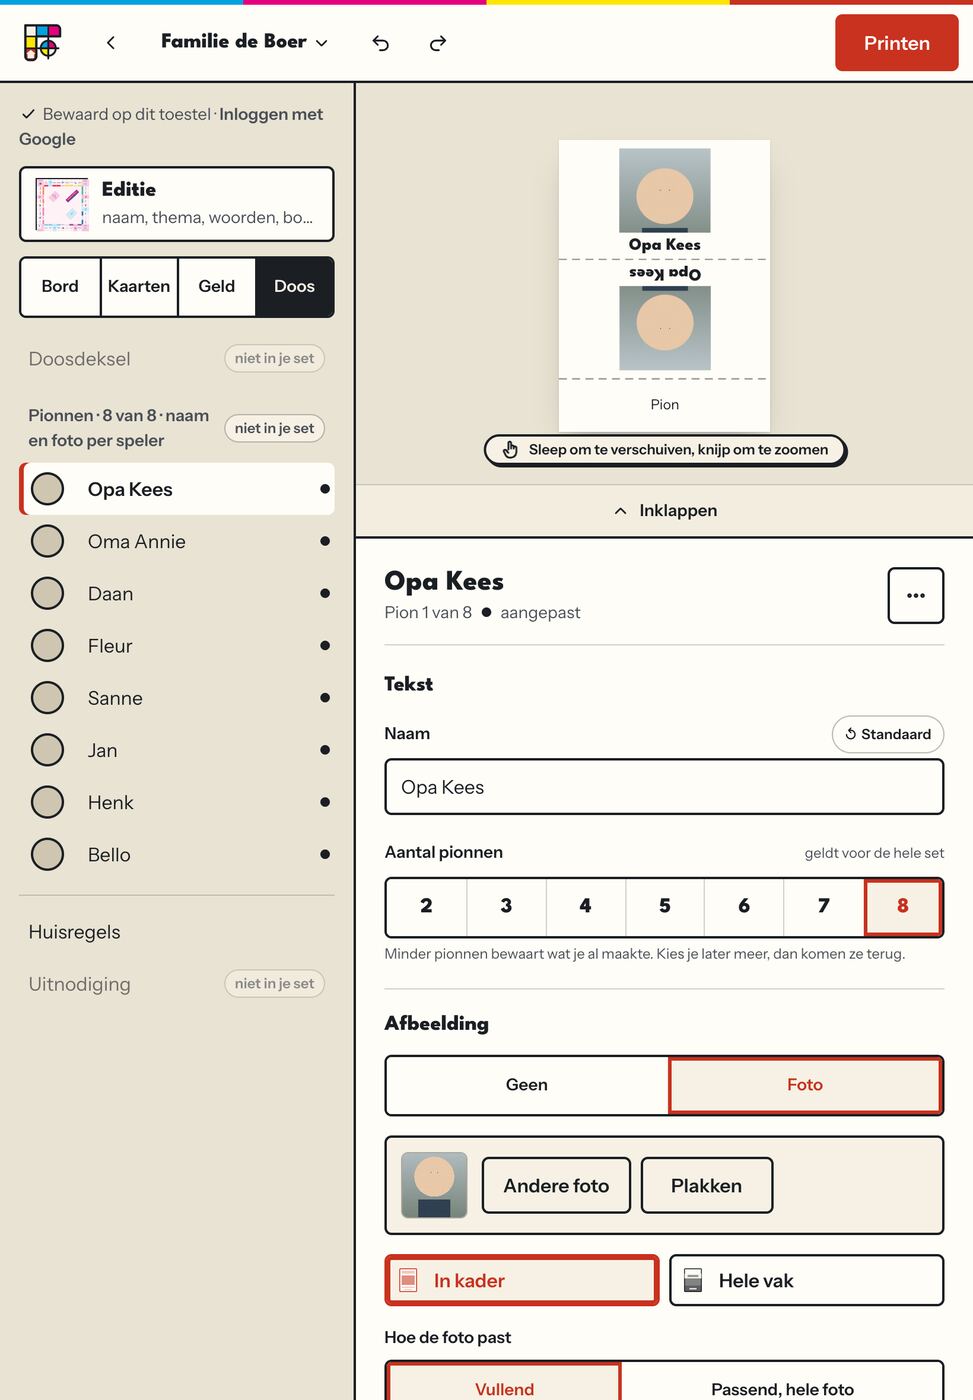 Familie de Boer
Printen
Bewaard op dit toestel · Inloggen met
Google
Editie
naam, thema, woorden, bo...
Bord
Kaarten
Geld
Doos
Doosdeksel
niet in je set
Pionnen · 8 van 8 · naam
en foto per speler
niet in je set
Opa Kees
Oma Annie
Daan
Fleur
Sanne
Jan
Henk
Bello
Huisregels
Uitnodiging
niet in je set
Opa Kees
Opa Kees
Pion
Sleep om te verschuiven, knijp om te zoomen
Inklappen
Opa Kees
Pion 1 van 8 ● aangepast
Tekst
Naam
Standaard
Opa Kees
Aantal pionnen
geldt voor de hele set
2
3
4
5
6
7
8
Minder pionnen bewaart wat je al maakte. Kies je later meer, dan komen ze terug.
Afbeelding
Geen
Foto
Andere foto
Plakken
In kader
Hele vak
Hoe de foto past
Vullend
Passend, hele foto